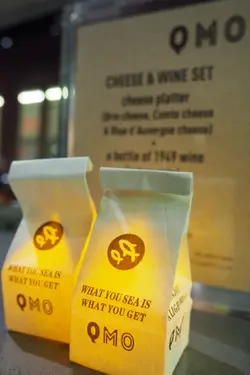 QMO
CHEESE & WINE SET
cheese platter
(Brie cheese, Comte cheese
& Blue d'Auvergne cheese)
+
a bottle of 1949 wine
WHAT YOU SEA IS
WHAT YOU GET
QMO
WHAT YOU SEA IS
WHAT YOU GET
QMO